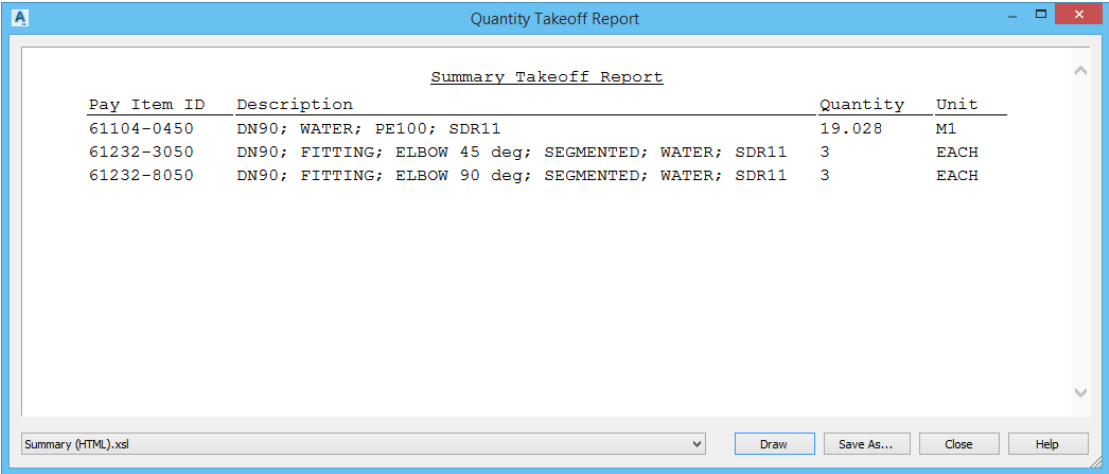 Quantity Takeoff Report
Summary Takeoff Report
Pay Item ID Description Quantity Unit
61104-0450 DN90; WATER; PE100; SDR11 19.028 M1
61232-3050 DN90; FITTING; ELBOW 45 deg; SEGMENTED; WATER; SDR11 3 EACH
61232-8050 DN90; FITTING; ELBOW 90 deg; SEGMENTED; WATER; SDR11 3 EACH
Summary (HTML).xsl Draw Save As... Close Help